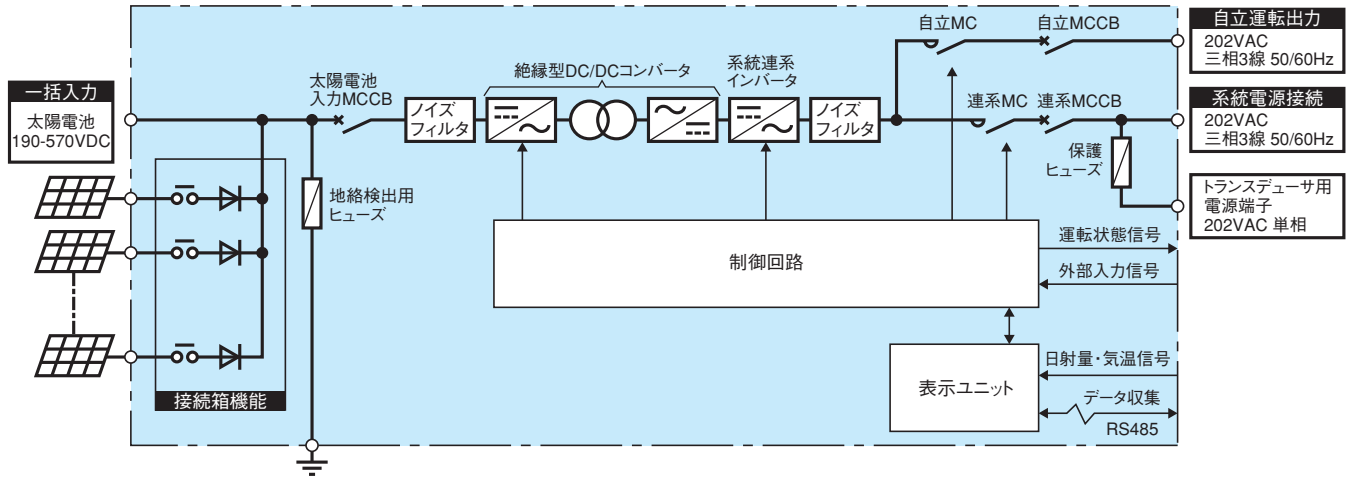 一括入力
太陽電池
190-570VDC
接続箱機能
地絡検出用
ヒューズ
太陽電池
入力MCCB
ノイズ
フィルタ
絶縁型DC/DCコンバータ
系統連系
インバータ
ノイズ
フィルタ
自立MC
自立MCCB
連系MC
連系MCCB
保護
ヒューズ
自立運転出力
202VAC
三相3線 50/60Hz
系統電源接続
202VAC
三相3線 50/60Hz
トランスデューサ用
電源端子
202VAC 単相
制御回路
運転状態信号
外部入力信号
表示ユニット
日射量・気温信号
データ収集
RS485